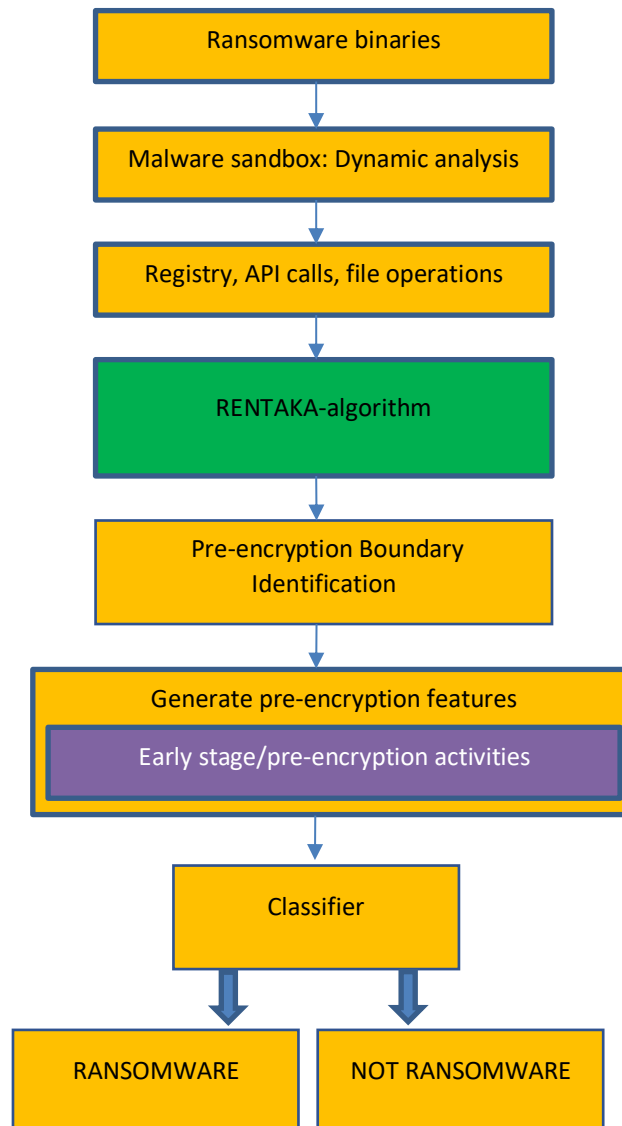 Ransomware binaries
Malware sandbox: Dynamic analysis
Registry, API calls, file operations
RENTAKA-algorithm
Pre-encryption Boundary
Identification
Generate pre-encryption features
Early stage/pre-encryption activities
Classifier
RANSOMWARE
NOT RANSOMWARE